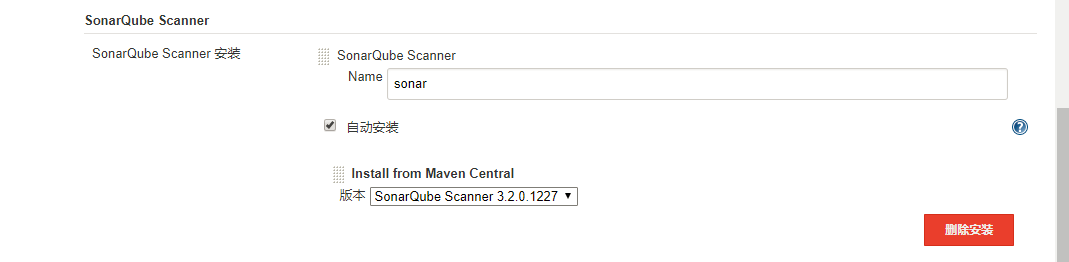 SonarQube Scanner
SonarQube Scanner 安装
SonarQube Scanner
Name
sonar
自动安装
?
Install from Maven Central
版本
SonarQube Scanner 3.2.0.1227
删除安装